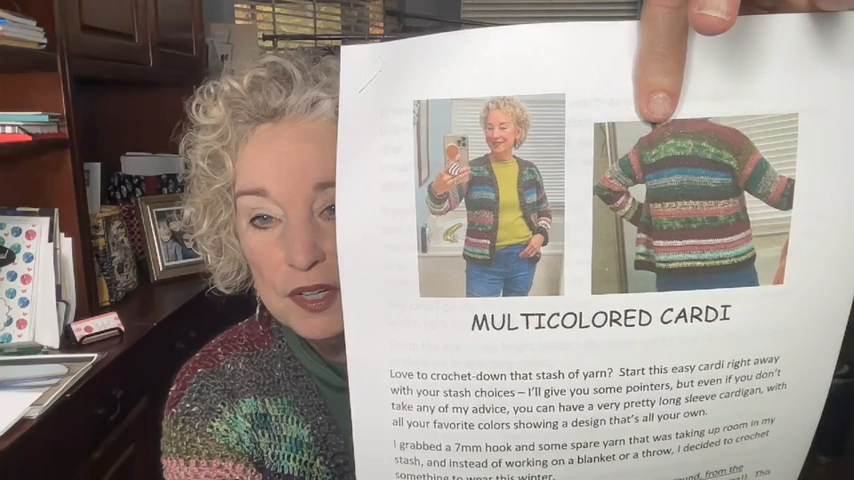 MULTICOLORED CARDI
Love to crochet-down that stash of yarn? Start this easy cardi right away
with your stash choices – I'll give you some pointers, but even if you don't
take any of my advice, you can have a very pretty long sleeve cardigan, with
all your favorite colors showing a design that's all your own.
I grabbed a 7mm hook and some spare yarn that was taking up room in my
stash, and instead of working on a blanket or a throw, I decided to crochet
something to wear this winter.
round, from the
This